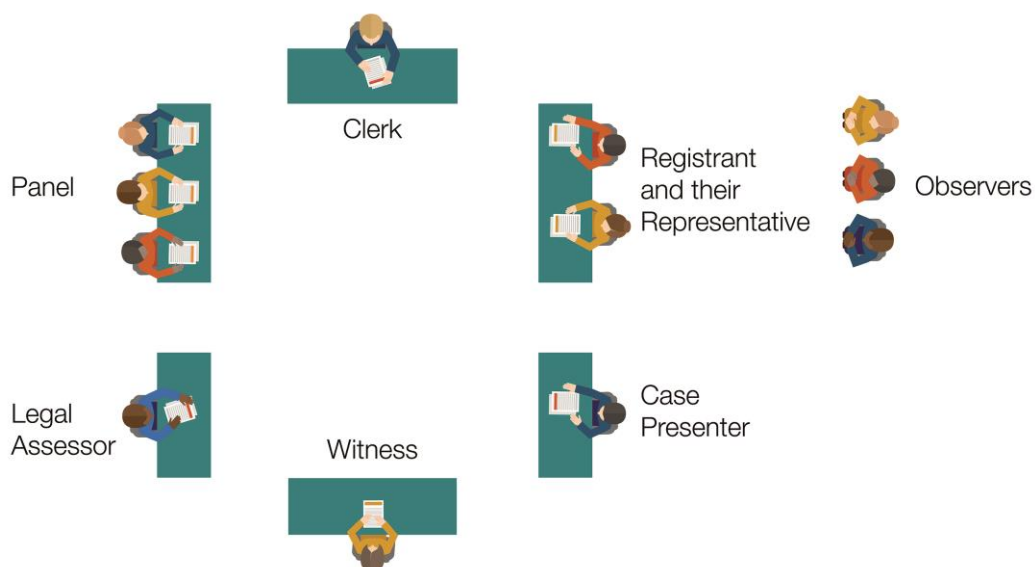 Clerk
Panel
Registrant
and their
Representative
Observers
Legal
Assessor
Case
Presenter
Witness